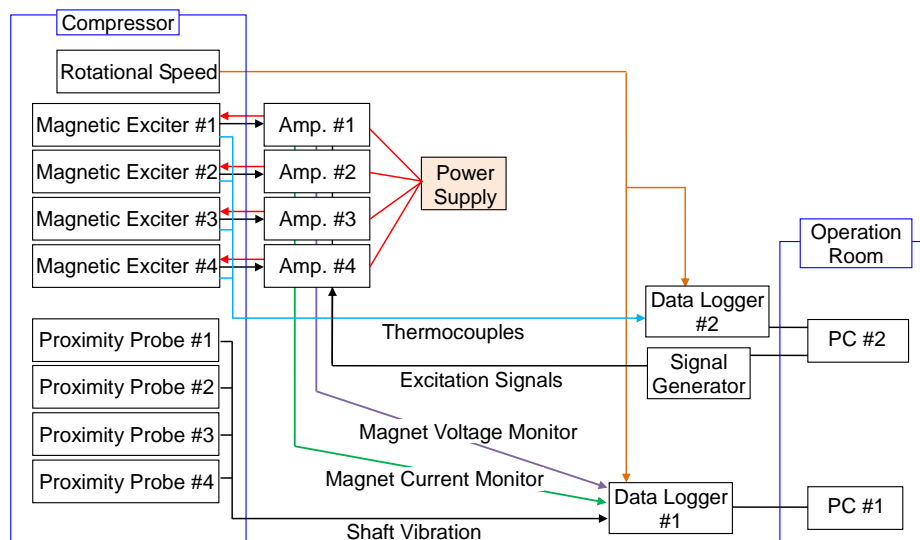 Compressor
Rotational Speed
Magnetic Exciter #1
Amp. #1
Magnetic Exciter #2
Amp. #2
Power
Supply
Magnetic Exciter #3
Amp. #3
Magnetic Exciter #4
Amp. #4
Operation
Room
Data Logger
#2
Thermocouples
PC #2
Proximity Probe #1
Signal
Generator
Excitation Signals
Proximity Probe #2
Magnet Voltage Monitor
Proximity Probe #3
Magnet Current Monitor
Proximity Probe #4
Data Logger
#1
PC #1
Shaft Vibration